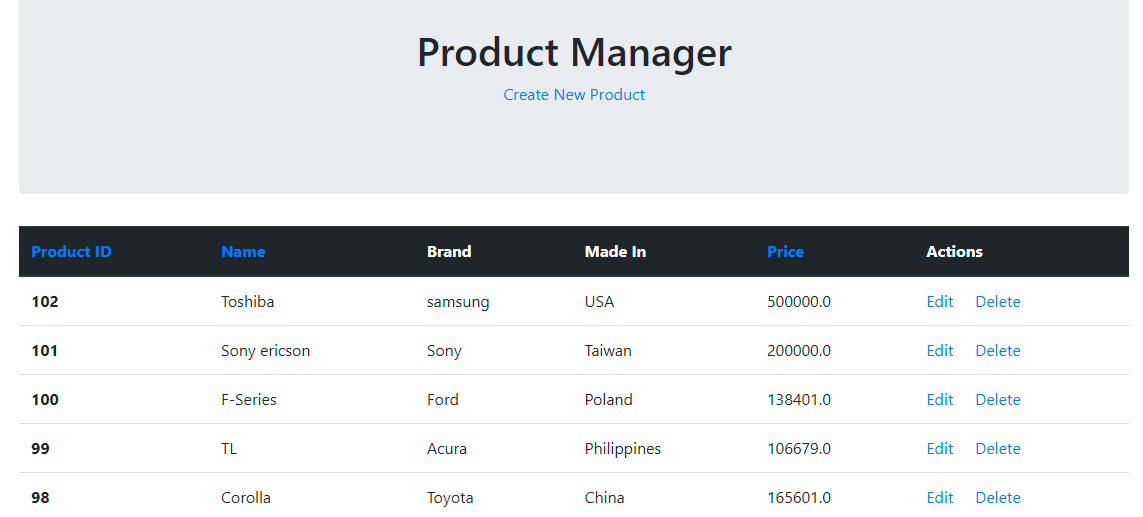 Product Manager
Create New Product
Product ID Name Brand Made In Price Actions
102 Toshiba samsung USA 500000.0 Edit Delete
101 Sony ericson Sony Taiwan 200000.0 Edit Delete
100 F-Series Ford Poland 138401.0 Edit Delete
99 TL Acura Philippines 106679.0 Edit Delete
98 Corolla Toyota China 165601.0 Edit Delete